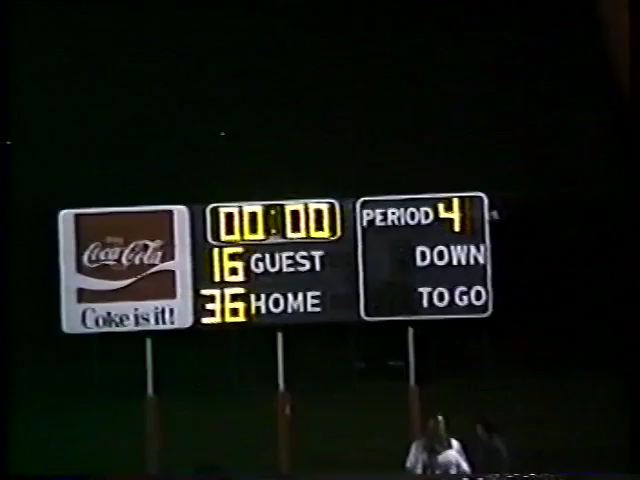 00:00
PERIOD 4
Coca-Cola
16 GUEST
DOWN
36 HOME
TO GO
Coke is it!